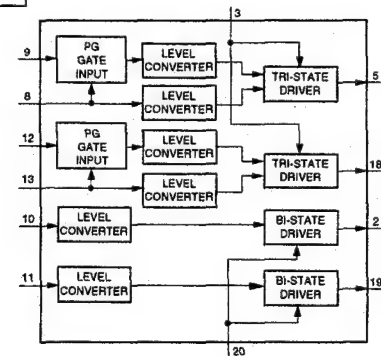 3
9
PG
GATE
INPUT
LEVEL
CONVERTER
TRI-STATE
DRIVER
5
8
LEVEL
CONVERTER
12
PG
GATE
INPUT
LEVEL
CONVERTER
TRI-STATE
DRIVER
18
13
LEVEL
CONVERTER
10
LEVEL
CONVERTER
BI-STATE
DRIVER
2
11
LEVEL
CONVERTER
BI-STATE
DRIVER
19
20